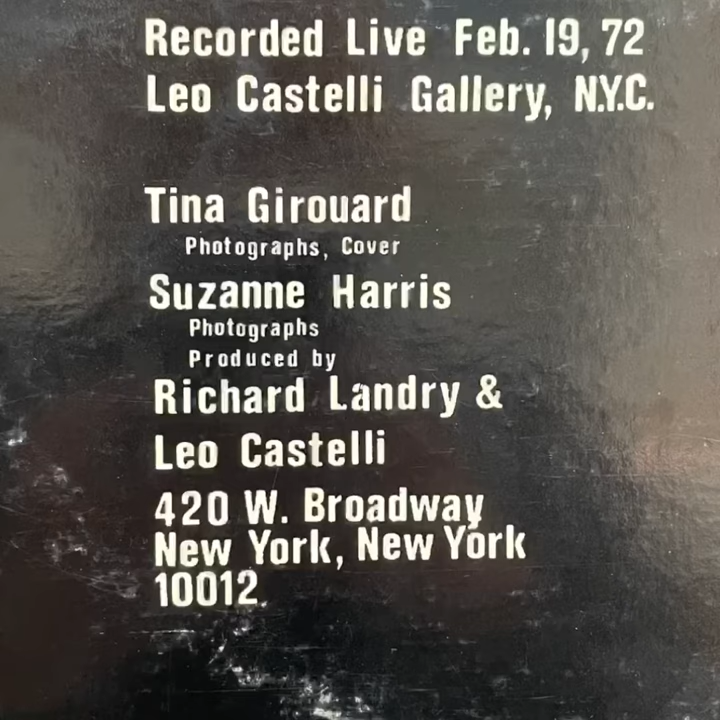 Recorded Live Feb. 19, 72
Leo Castelli Gallery, N.Y.C.
Tina Girouard
Photographs, Cover
Suzanne Harris
Photographs
Produced by
Richard Landry &
Leo Castelli
420 W. Broadway
New York, New York
10012